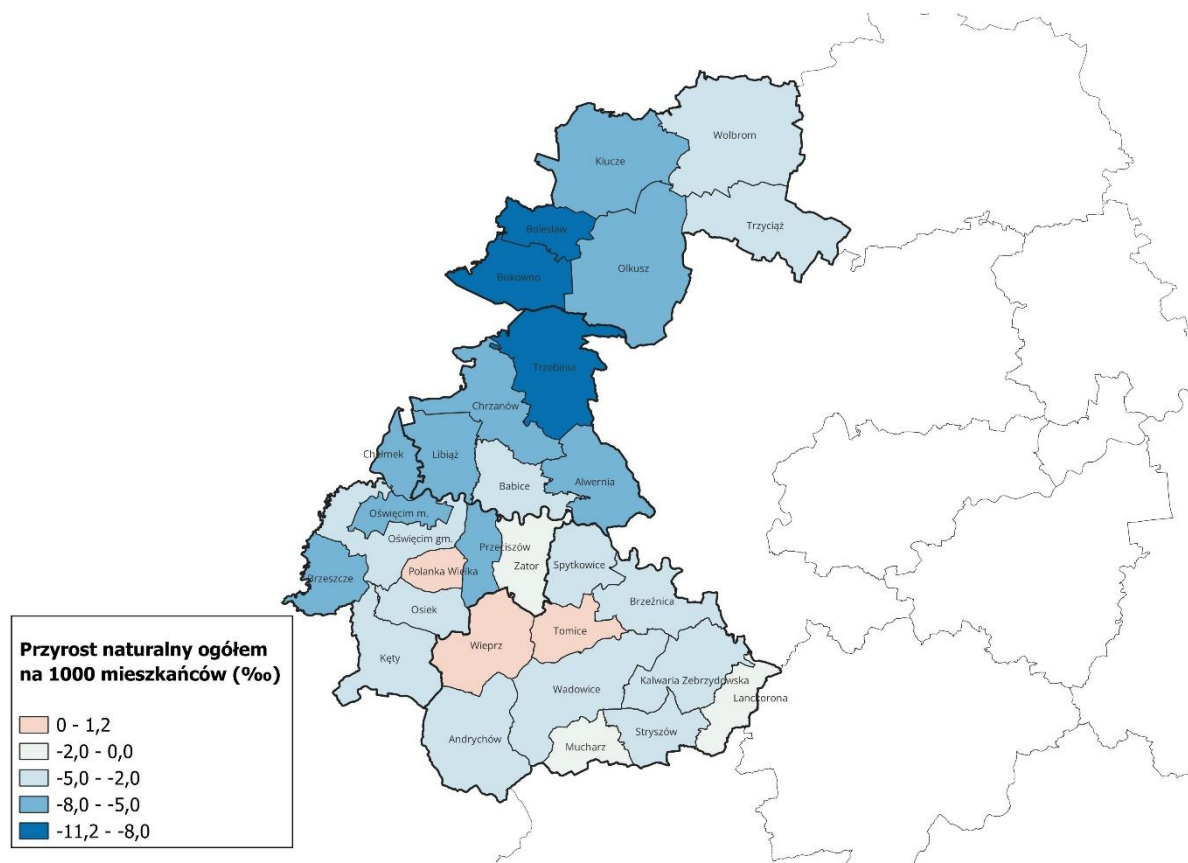 Wolbrom
Klucze
Trzyciąż
Bolesław
Olkusz
Bukowno
Trzebinia
Chrzanów
Chełmek
Libiąż
Babice
Alwernia
Oświęcim m.
Oświęcim gm.
Przeciszów
Zator
Spytkowice
Polanka Wielka
Brzeszcze
Brzeźnica
Osiek
Tomice
Wieprz
Kęty
Kalwaria Zebrzydowska
Wadowice
Lanckorona
Stryszów
Andrychów
Mucharz
Przyrost naturalny ogółem
na 1000 mieszkańców (‰)
0 - 1,2
-2,0 - 0,0
-5,0 - -2,0
-8,0 - -5,0
-11,2 - -8,0